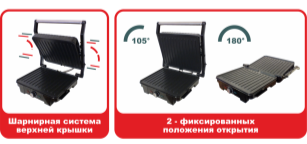 105°
180°
Шарнирная система
верхней крышки
2 - фиксированных
положения открытия